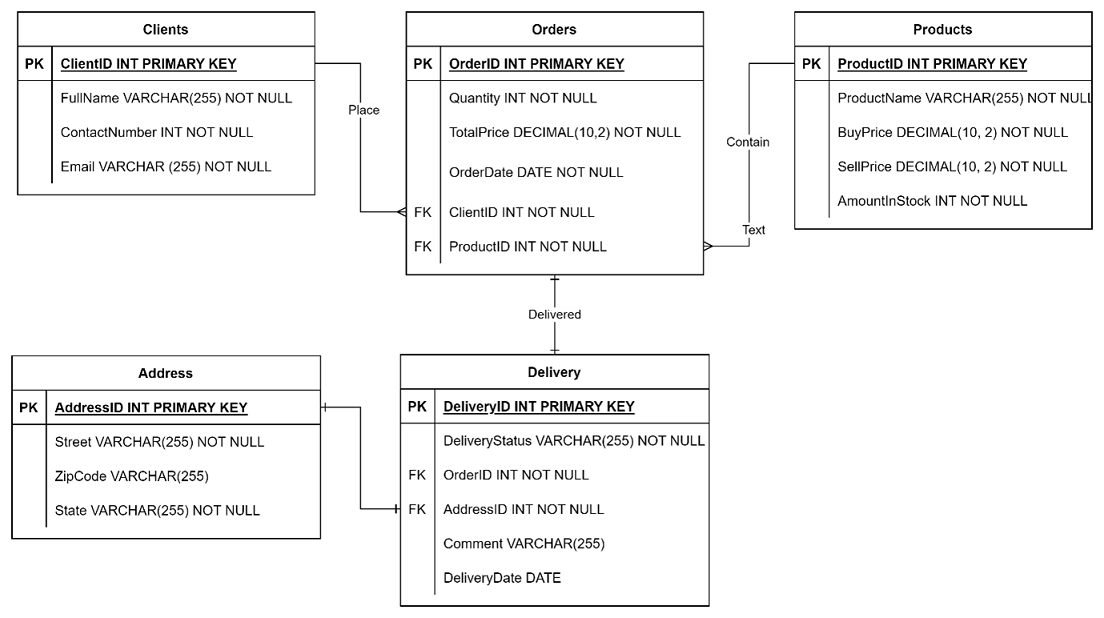 Clients
PK ClientID INT PRIMARY KEY
FullName VARCHAR(255) NOT NULL
ContactNumber INT NOT NULL
Email VARCHAR (255) NOT NULL
Place
Orders
PK OrderID INT PRIMARY KEY
Quantity INT NOT NULL
TotalPrice DECIMAL(10,2) NOT NULL
OrderDate DATE NOT NULL
FK ClientID INT NOT NULL
FK ProductID INT NOT NULL
Contain
Text
Products
PK ProductID INT PRIMARY KEY
ProductName VARCHAR(255) NOT NULL
BuyPrice DECIMAL(10, 2) NOT NULL
SellPrice DECIMAL(10, 2) NOT NULL
AmountInStock INT NOT NULL
Delivered
Address
PK AddressID INT PRIMARY KEY
Street VARCHAR(255) NOT NULL
ZipCode VARCHAR(255)
State VARCHAR(255) NOT NULL
Delivery
PK DeliveryID INT PRIMARY KEY
DeliveryStatus VARCHAR(255) NOT NULL
FK OrderID INT NOT NULL
FK AddressID INT NOT NULL
Comment VARCHAR(255)
DeliveryDate DATE